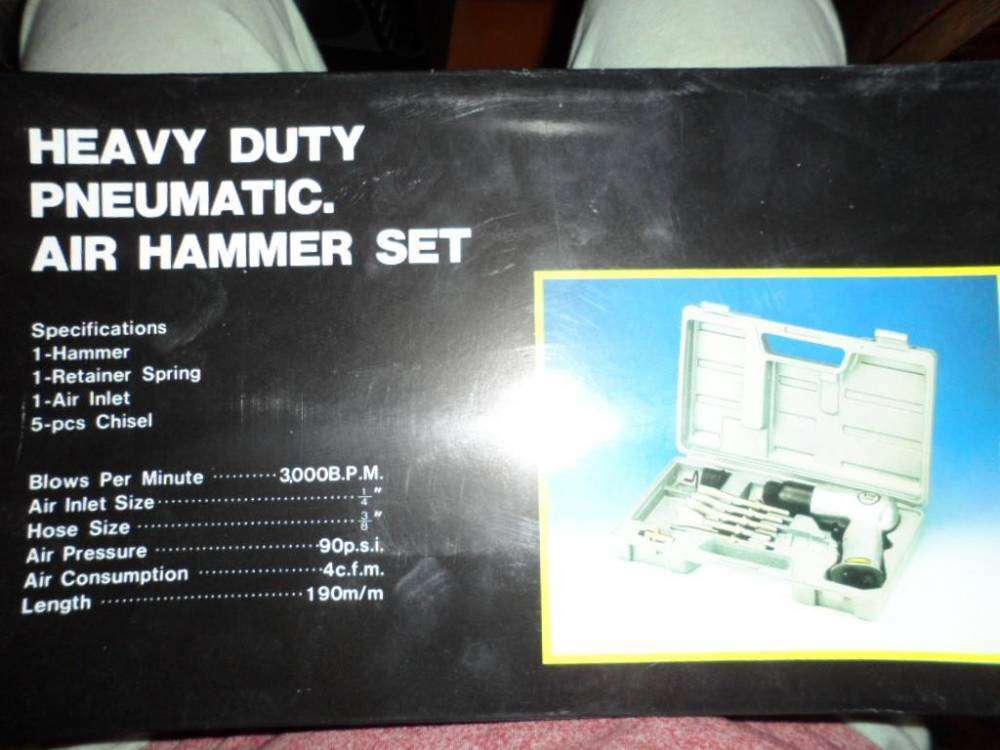 HEAVY DUTY
PNEUMATIC.
AIR HAMMER SET
Specifications
1-Hammer
1-Retainer Spring
1-Air Inlet
5-pcs Chisel
Blows Per Minute ·········3,000B.P.M.
Air Inlet Size·························1/4"
Hose Size ····························3/8"
Air Pressure ·······················90p.s.i.
Air Consumption ·················4c.f.m.
Length ····························190m/m